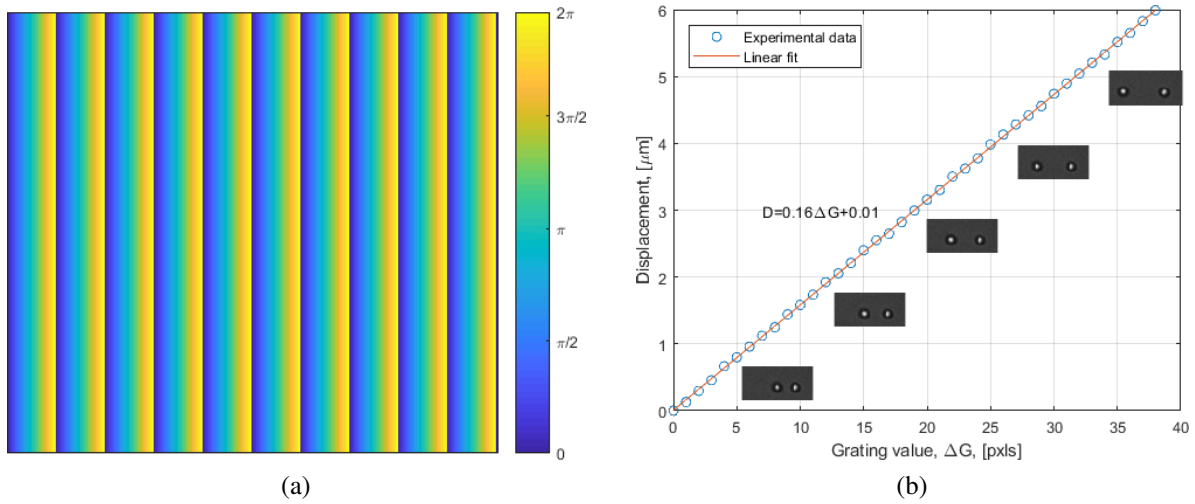 2π
3π/2
π
π/2
0
(a)
6
5
4
3
2
1
0
Displacement, [μm]
Experimental data
Linear fit
D=0.16ΔG+0.01
0 5 10 15 20 25 30 35 40
Grating value, ΔG, [pxls]
(b)